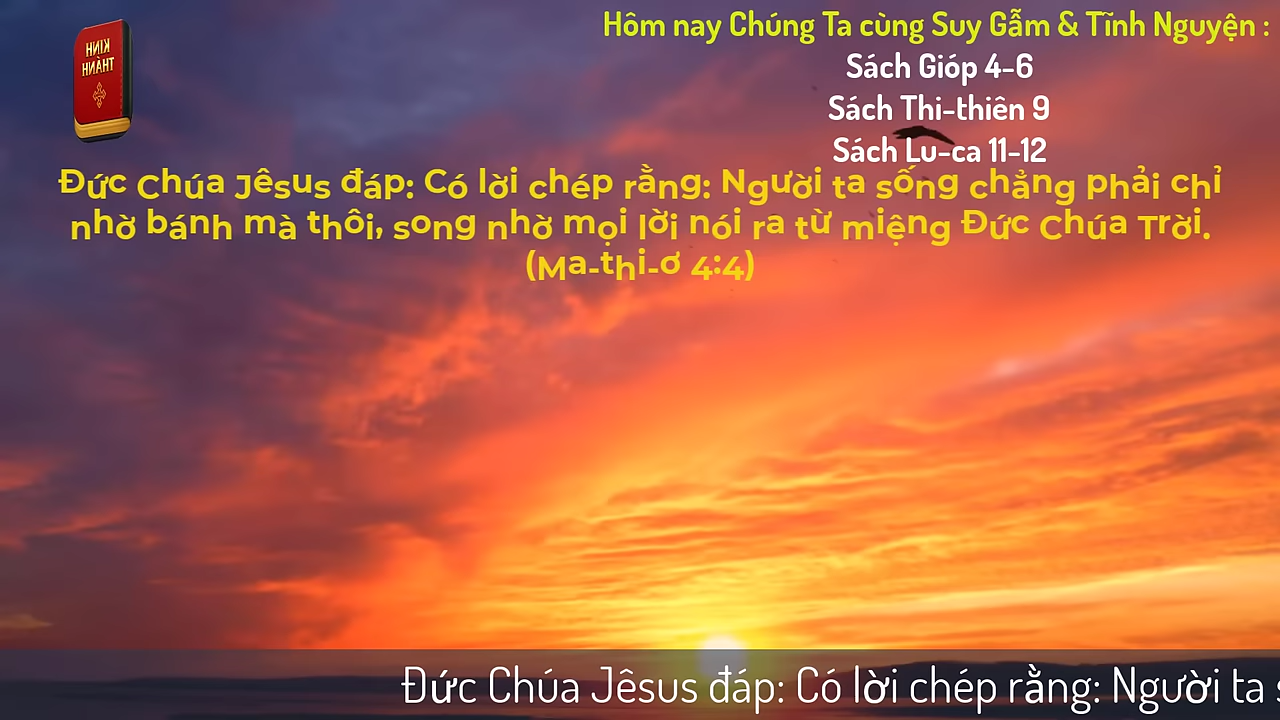 KINH
THÁNH
Hôm nay Chúng Ta cùng Suy Gẫm & Tĩnh Nguyện :
Sách Gióp 4-6
Sách Thi-thiên 9
Sách Lu-ca 11-12
Đức Chúa Jêsus đáp: Có lời chép rằng: Người ta sống chẳng phải chỉ
nhờ bánh mà thôi, song nhờ mọi lời nói ra từ miệng Đức Chúa Trời.
(Ma-thi-ơ 4:4)
Đức Chúa Jêsus đáp: Có lời chép rằng: Người ta